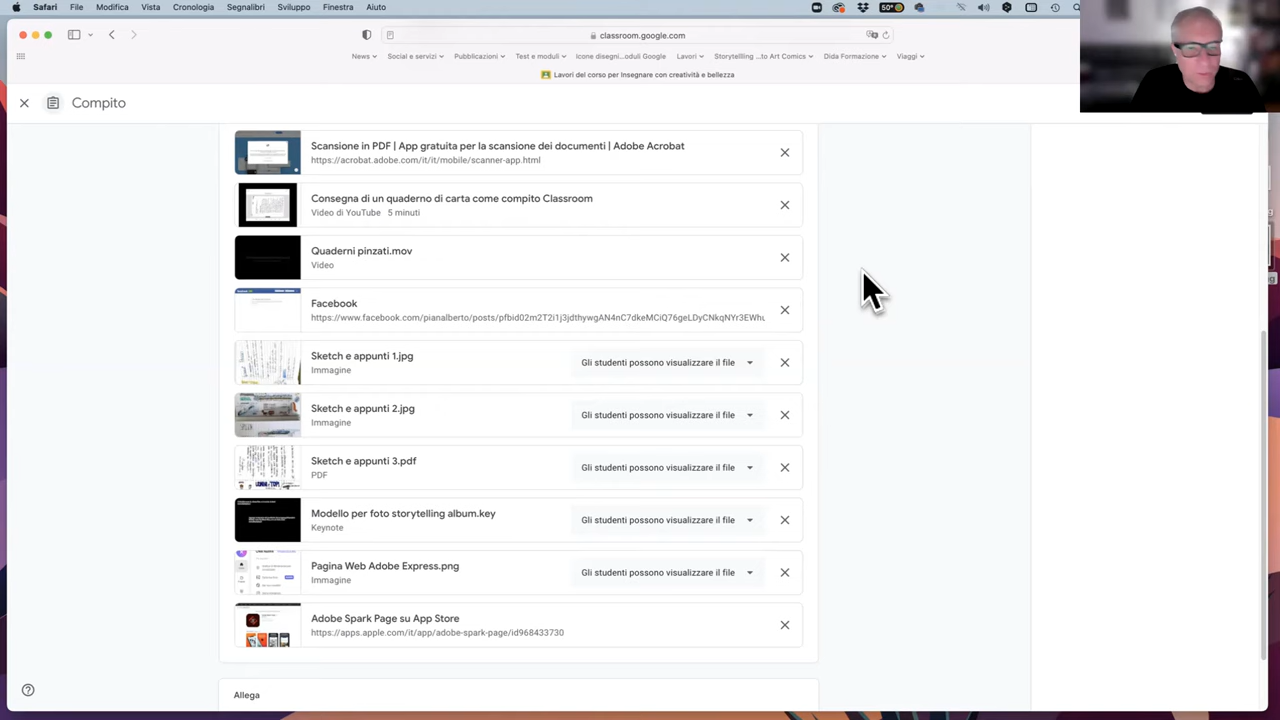 Safari File Modifica Vista Cronologia Segnalibri Sviluppo Finestra Aiuto
50°
classroom.google.com
News Social e servizi Pubblicazioni Test e moduli Icone disegni...oduli Google Lavori Storytellling ...to Art Comics Dida Formazione Viaggi
Lavori del corso per Insegnare con creatività e bellezza
Compito
Scansione in PDF | App gratuita per la scansione dei documenti | Adobe Acrobat
https://acrobat.adobe.com/it/it/mobile/scanner-app.html
Consegna di un quaderno di carta come compito Classroom
Video di YouTube 5 minuti
Quaderni pinzati.mov
Video
Facebook
https://www.facebook.com/pianalberto/posts/pfbid02m2T2i1j3jdthywgAN4nC7dkeMCiQ76geLDyCNkqNYr3EWhu
Sketch e appunti 1.jpg
Immagine
Gli studenti possono visualizzare il file
Sketch e appunti 2.jpg
Immagine
Gli studenti possono visualizzare il file
Sketch e appunti 3.pdf
PDF
Gli studenti possono visualizzare il file
Modello per foto storytelling album.key
Keynote
Gli studenti possono visualizzare il file
Pagina Web Adobe Express.png
Immagine
Gli studenti possono visualizzare il file
Adobe Spark Page su App Store
https://apps.apple.com/it/app/adobe-spark-page/id968433730
Allega